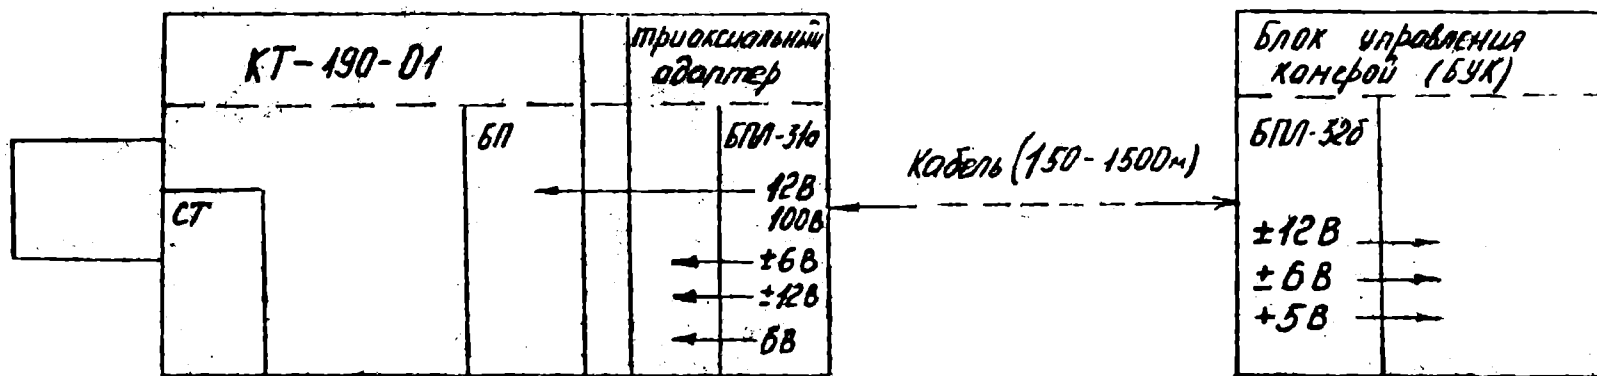 КТ-190-01
триаксиальный
адаптер
БП
БПЛ-31а
СТ
12В
100В
±6В
±12В
6В
Кабель (150-1500м)
Блок управления
камерой (БУК)
БПЛ-32б
±12В
±6В
+5В